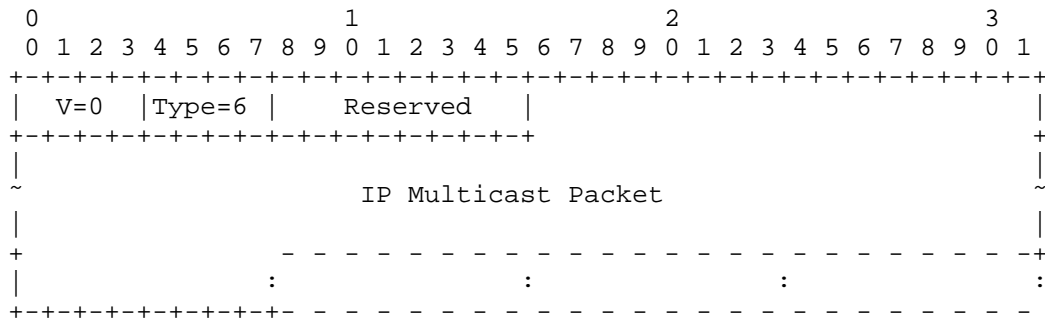 0                   1                   2                   3
 0 1 2 3 4 5 6 7 8 9 0 1 2 3 4 5 6 7 8 9 0 1 2 3 4 5 6 7 8 9 0 1
+-+-+-+-+-+-+-+-+-+-+-+-+-+-+-+-+-+-+-+-+-+-+-+-+-+-+-+-+-+-+-+-+
|  V=0  |Type=6 |    Reserved   |                               |
+-+-+-+-+-+-+-+-+-+-+-+-+-+-+-+-+                               +
|                                                               |
~                     IP Multicast Packet                       ~
|                                                               |
+                - - - - - - - - - - - - - - - - - - - - - - - -+
|               :               :               :               :
+-+-+-+-+-+-+-+-+- - - - - - - - - - - - - - - - - - - - - - - -